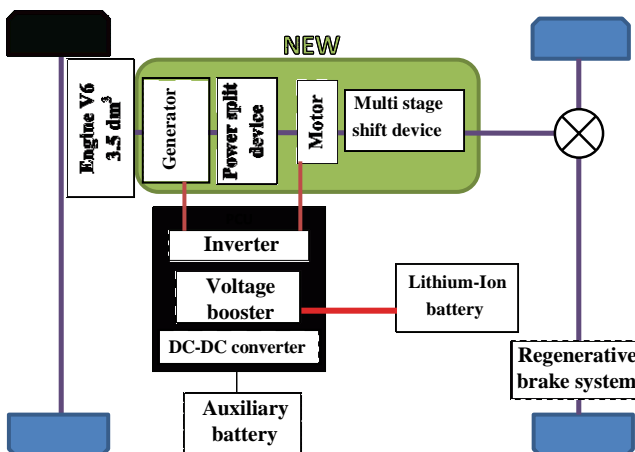 NEW
Engine V6
3.5 dm³
Generator
Power split
device
Motor
Multi stage
shift device
Inverter
Voltage
booster
DC-DC converter
Lithium-Ion
battery
Auxiliary
battery
Regenerative
brake system